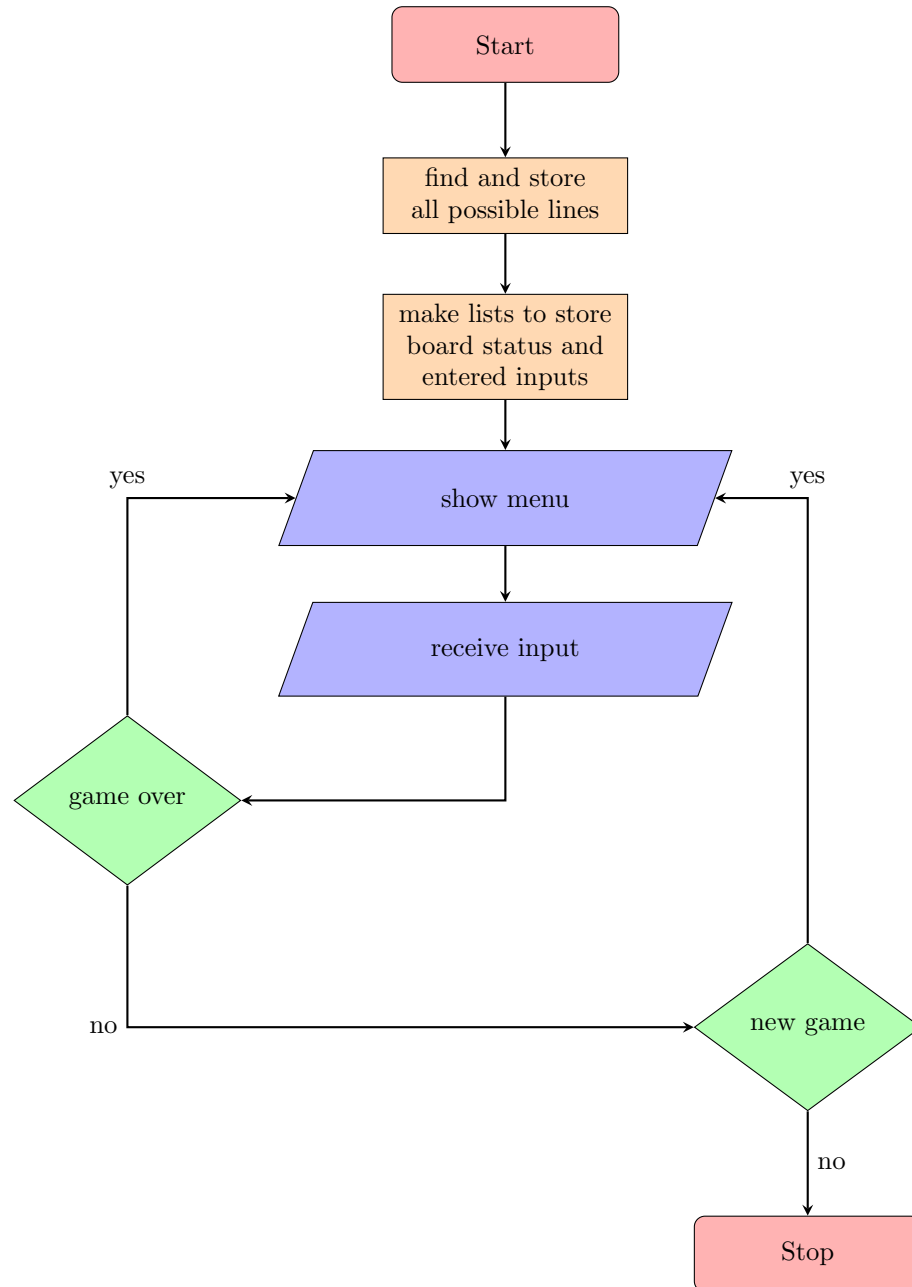 Start
find and store
all possible lines
make lists to store
board status and
entered inputs
yes
yes
show menu
receive input
game over
new game
no
no
Stop